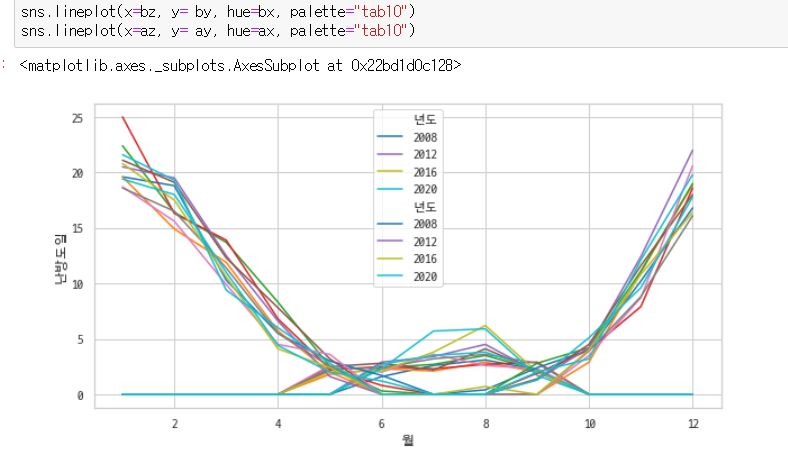 sns.lineplot(x=bz, y= by, hue=bx, palette="tab10")
sns.lineplot(x=az, y= ay, hue=ax, palette="tab10")
: <matplotlib.axes._subplots.AxesSubplot at 0x22bd1d0c128>
25
20
15
10
5
0
난방도일
년도
2008
2012
2016
2020
년도
2008
2012
2016
2020
2 4 6 8 10 12
월